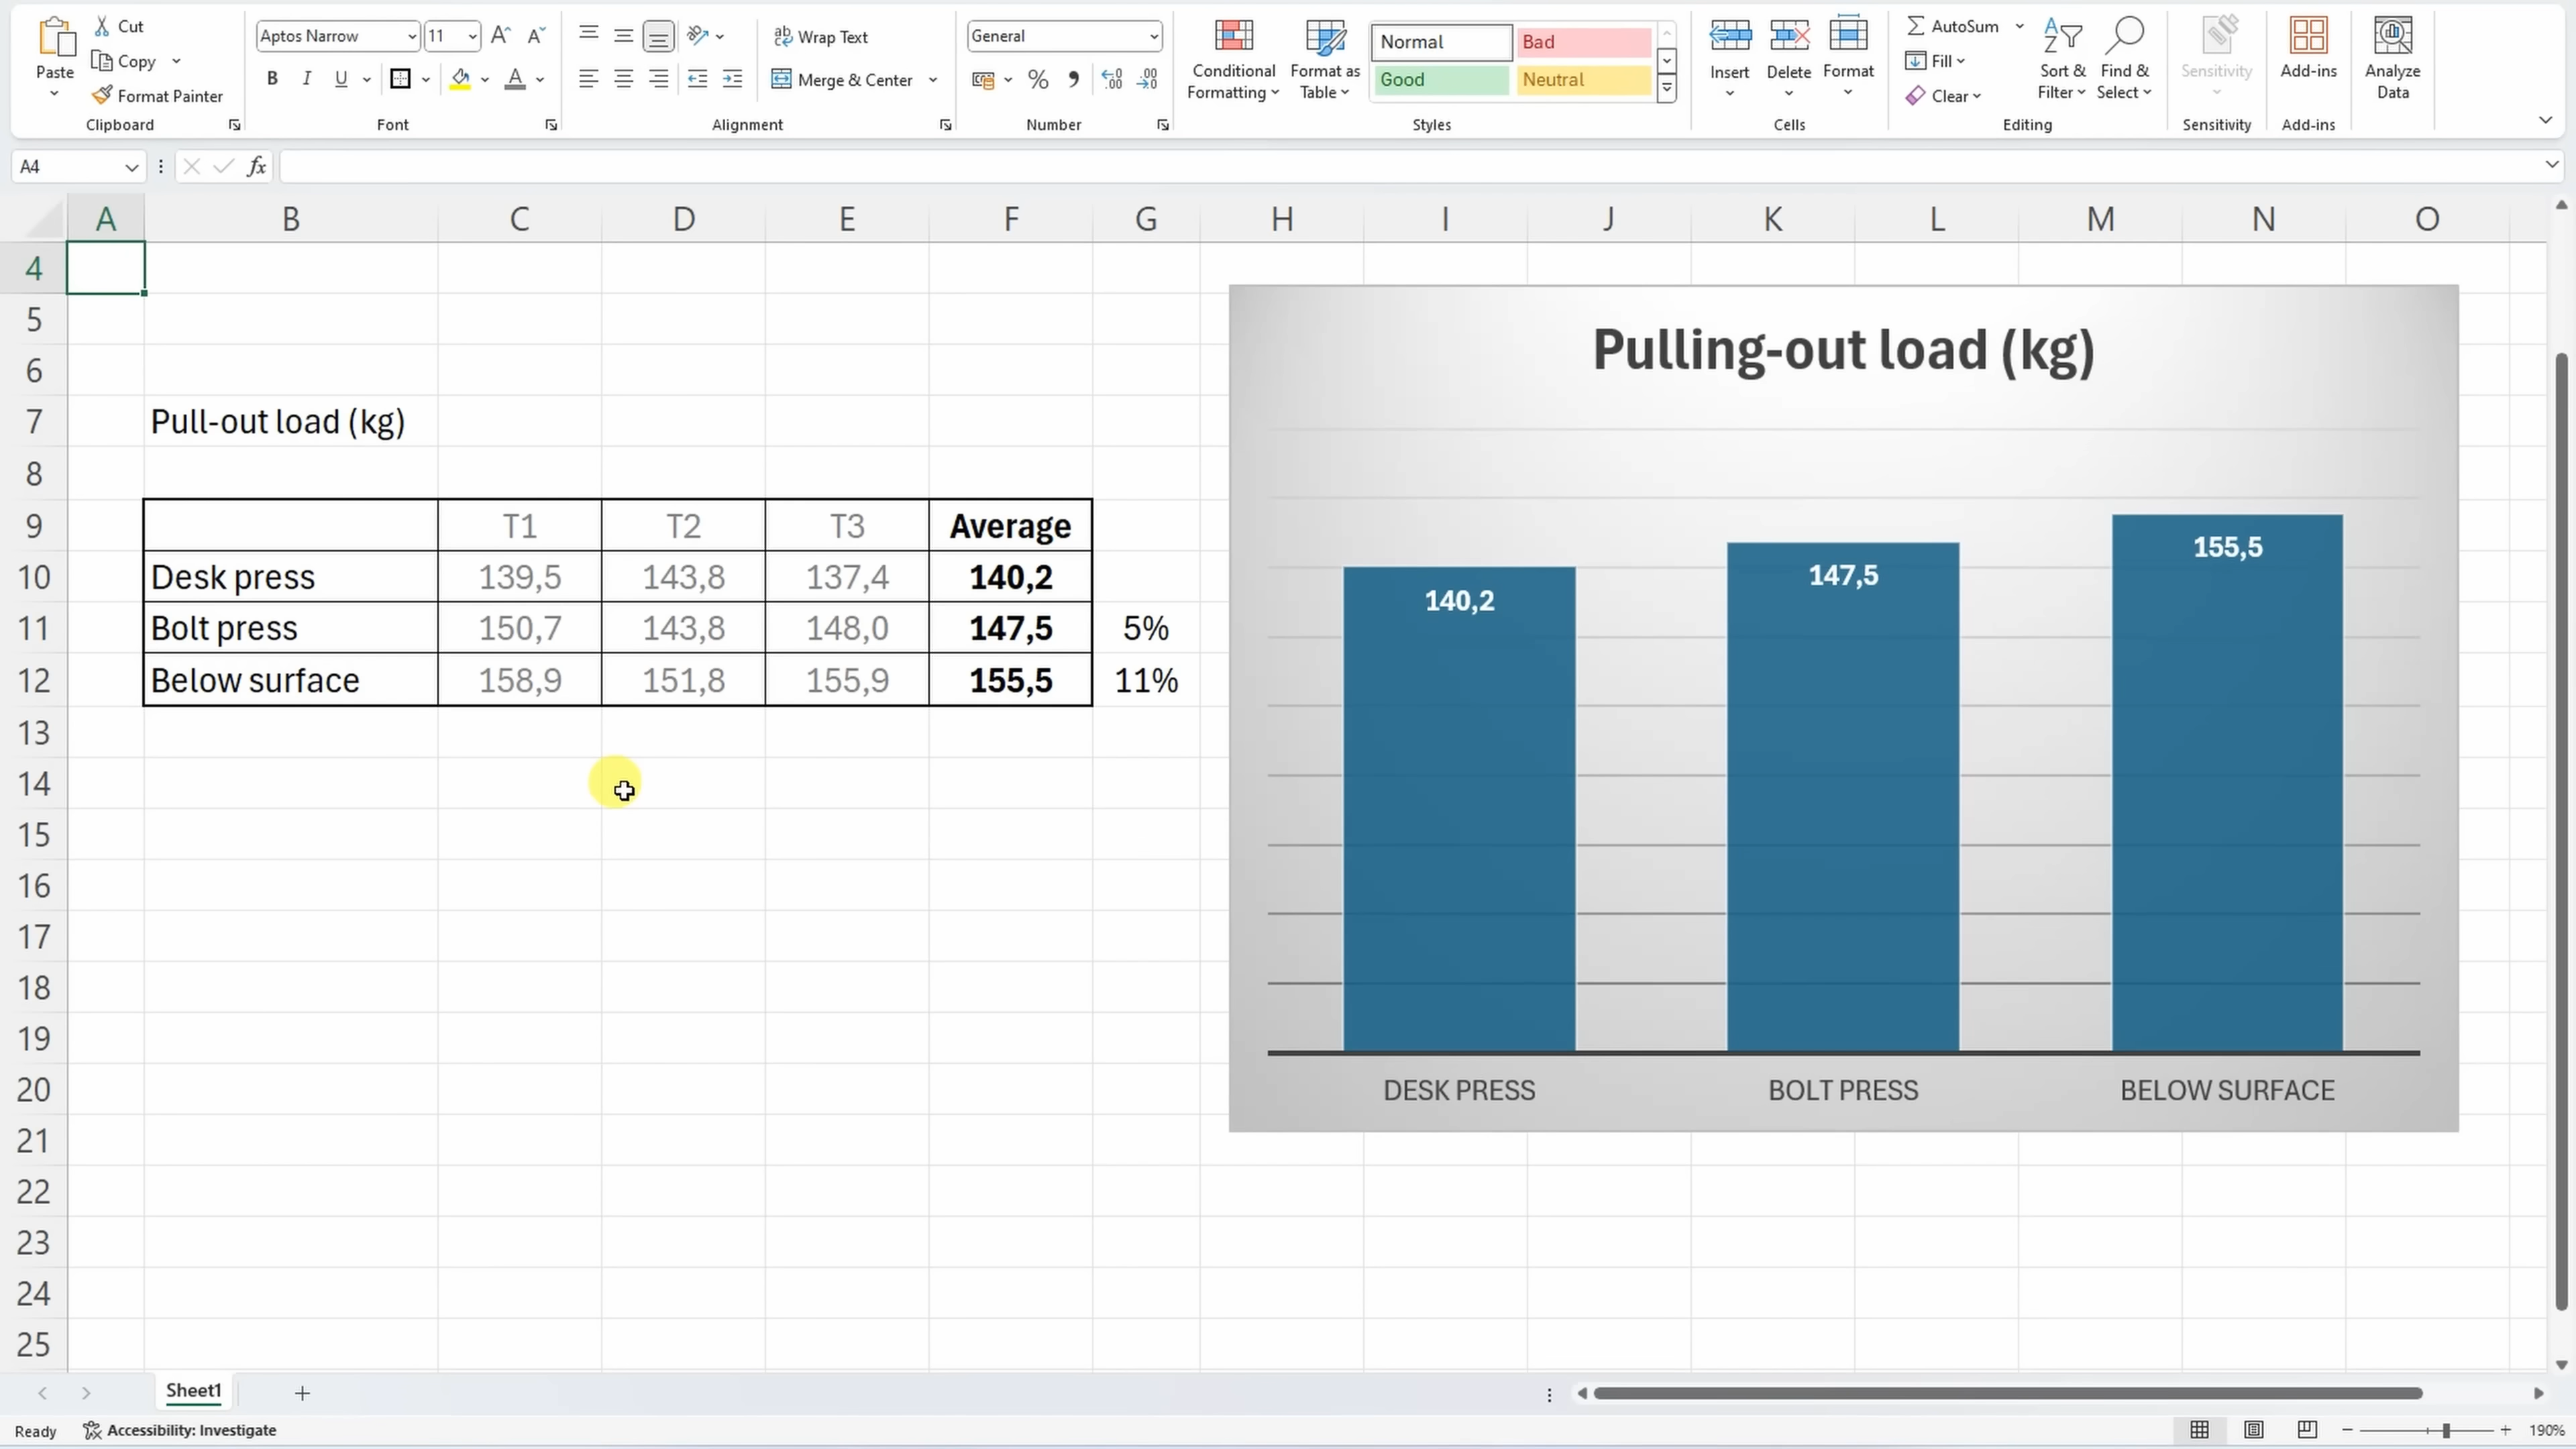 Paste
Cut
Copy
Format Painter
Clipboard
Aptos Narrow 11
B I U
Font
Wrap Text
Merge & Center
Alignment
General
Number
Conditional Formatting
Format as Table
Normal Bad
Good Neutral
Styles
Insert Delete Format
Cells
AutoSum
Fill
Clear
Sort & Filter
Find & Select
Editing
Sensitivity
Sensitivity
Add-ins
Add-ins
Analyze Data
A4 fx
A B C D E F G H I J K L M N O
4
5
6
7 Pull-out load (kg)
8
9 T1 T2 T3 Average
10 Desk press 139,5 143,8 137,4 140,2
11 Bolt press 150,7 143,8 148,0 147,5 5%
12 Below surface 158,9 151,8 155,9 155,5 11%
13
14
15
16
17
18
19
20
21
22
23
24
25
Pulling-out load (kg)
140,2 147,5 155,5
DESK PRESS BOLT PRESS BELOW SURFACE
Sheet1
Ready Accessibility: Investigate 190%